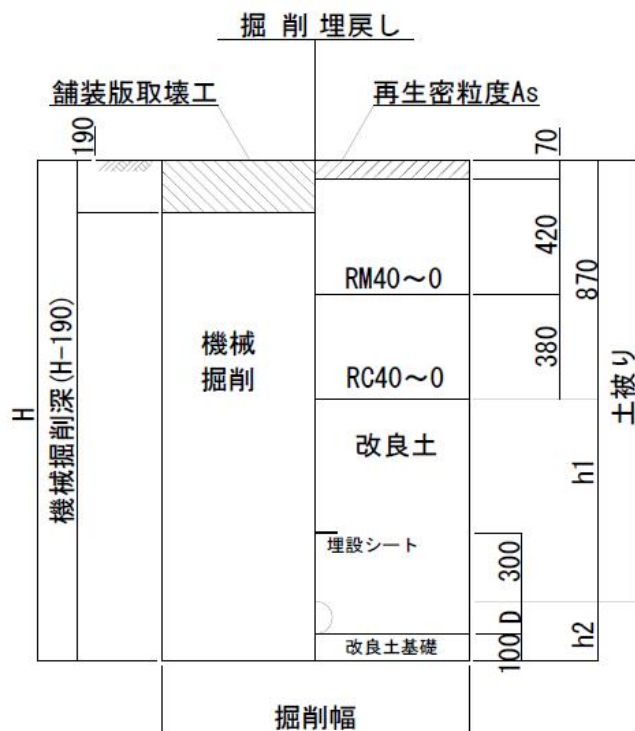 掘 削 埋戻し
舗装版取壊工
再生密粒度As
190
70
420
870
RM40～0
380
機械
掘削
RC40～0
土被り
機械掘削深(H-190)
H
改良土
h1
埋設シート
300
D
h2
改良土基礎
100
掘削幅